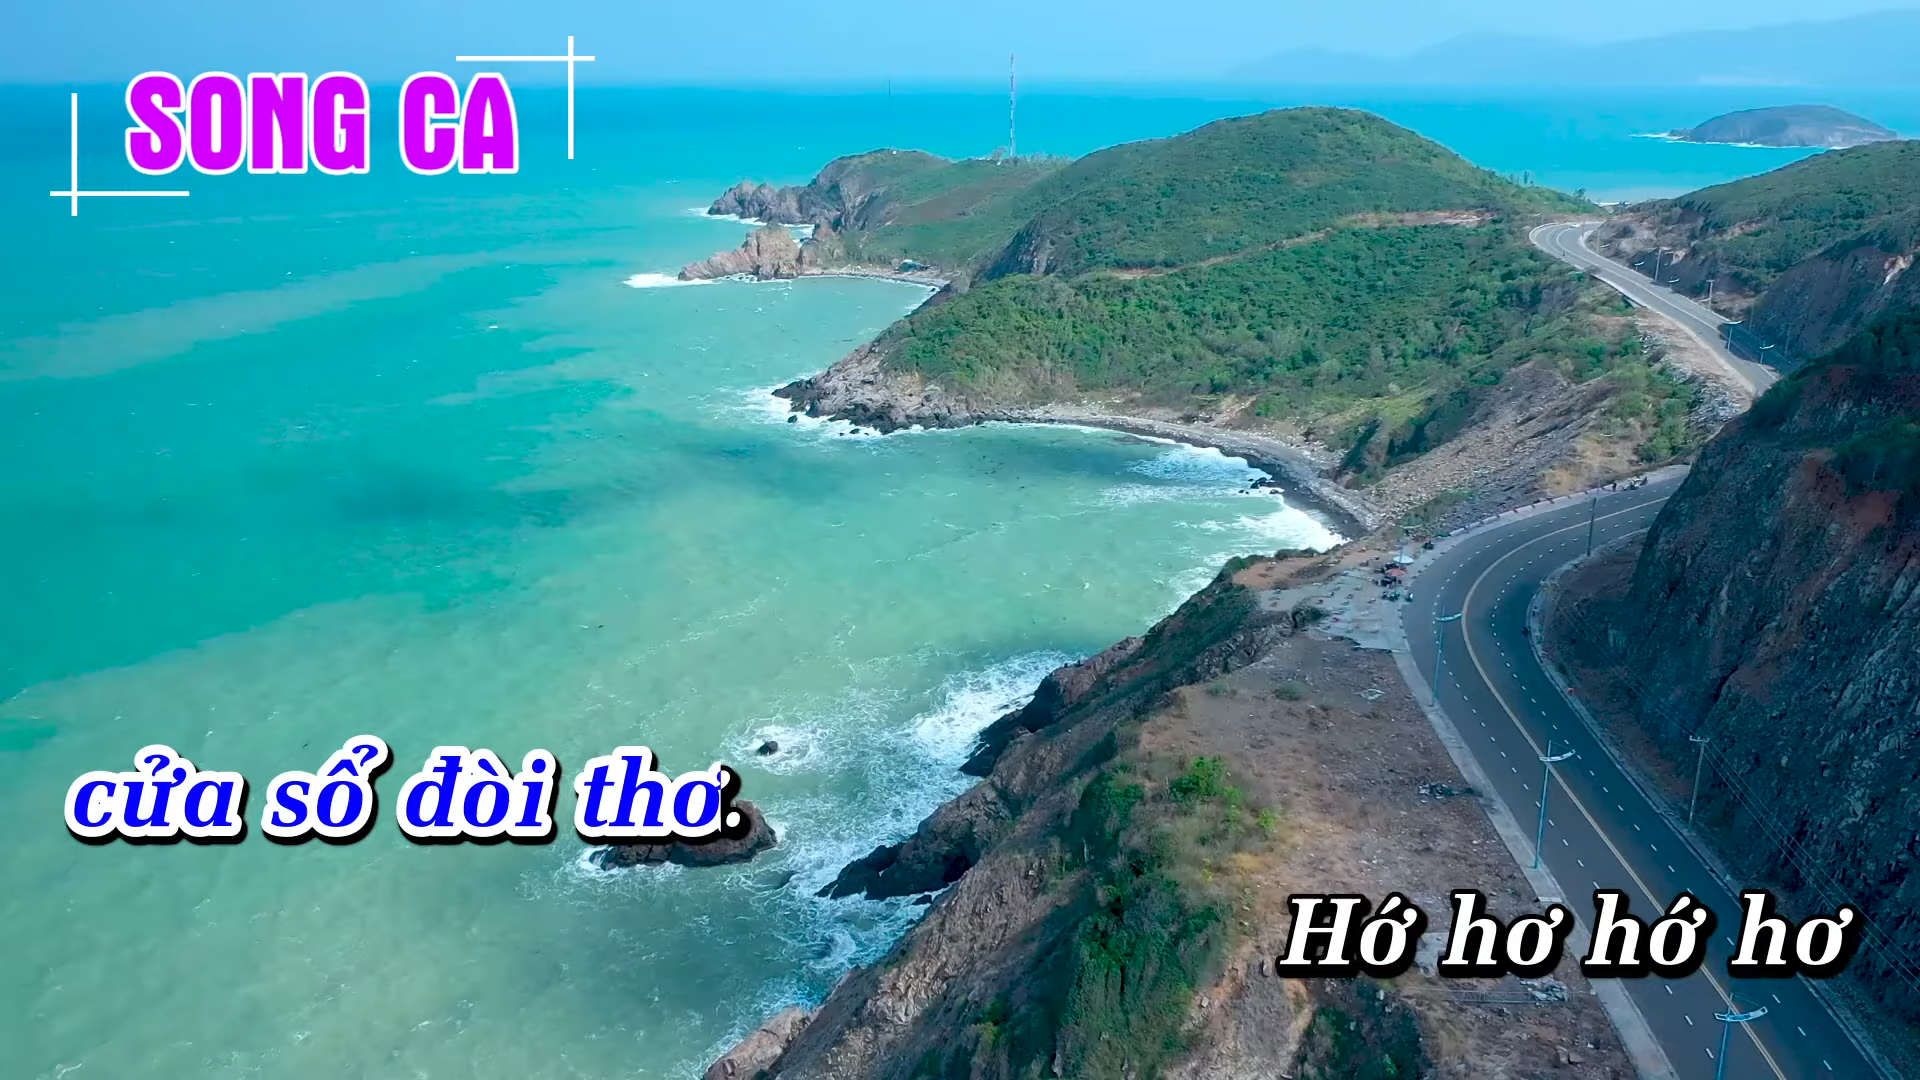 SONG CA
cửa sổ đòi thơ.
Hớ hơ hớ hơ